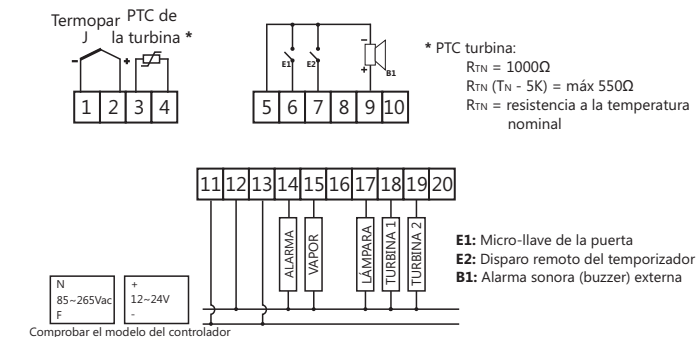 Termopar
J
PTC de
la turbina *
- +
1 2 3 4
E1 E2
-
+
B1
5 6 7 8 9 10
* PTC turbina:
RTN = 1000Ω
RTN (TN - 5K) = máx 550Ω
RTN = resistencia a la temperatura
nominal
11 12 13 14 15 16 17 18 19 20
ALARMA
VAPOR
LÁMPARA
TURBINA 1
TURBINA 2
E1: Micro-llave de la puerta
E2: Disparo remoto del temporizador
B1: Alarma sonora (buzzer) externa
N
85~265Vac
F
+
12~24V
-
Comprobar el modelo del controlador